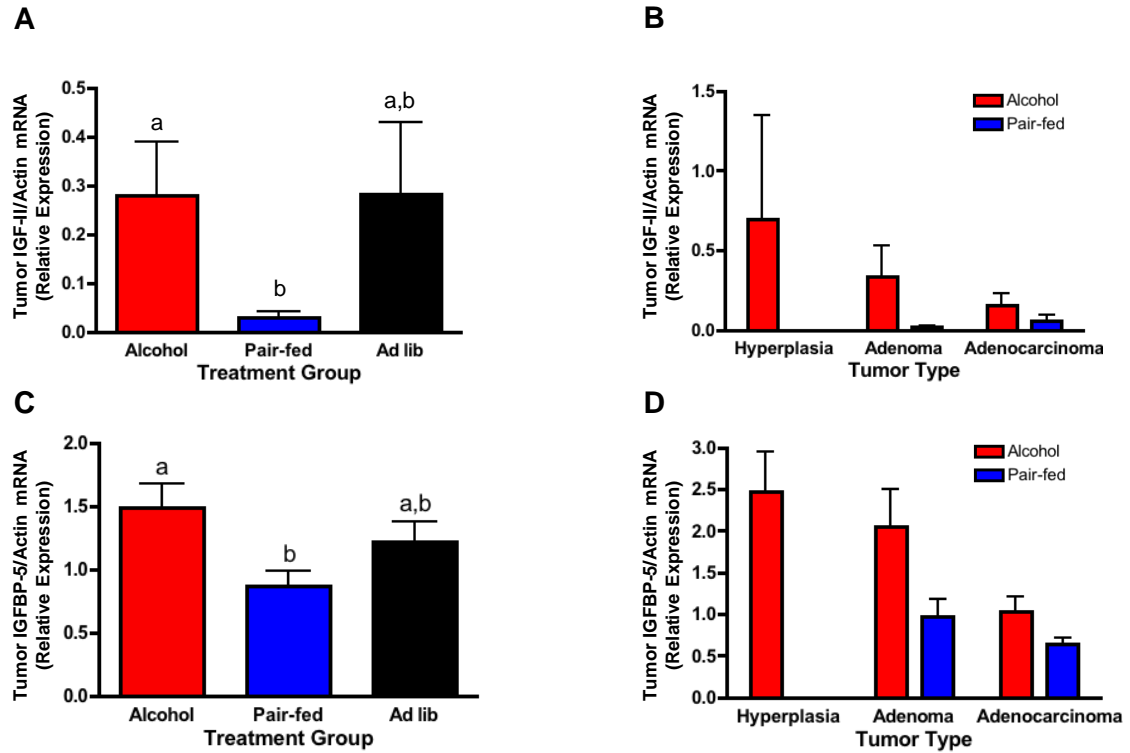 A
Tumor IGF-II/Actin mRNA
(Relative Expression)
0.5
0.4
0.3
0.2
0.1
0.0
a
b
a,b
Alcohol
Pair-fed
Ad lib
Treatment Group
B
Tumor IGF-II/Actin mRNA
(Relative Expression)
1.5
1.0
0.5
0.0
Alcohol
Pair-fed
Hyperplasia
Adenoma
Adenocarcinoma
Tumor Type
C
Tumor IGFBP-5/Actin mRNA
(Relative Expression)
2.0
1.5
1.0
0.5
0.0
a
b
a,b
Alcohol
Pair-fed
Ad lib
Treatment Group
D
Tumor IGFBP-5/Actin mRNA
(Relative Expression)
3.0
2.5
2.0
1.5
1.0
0.5
0.0
Alcohol
Pair-fed
Hyperplasia
Adenoma
Adenocarcinoma
Tumor Type